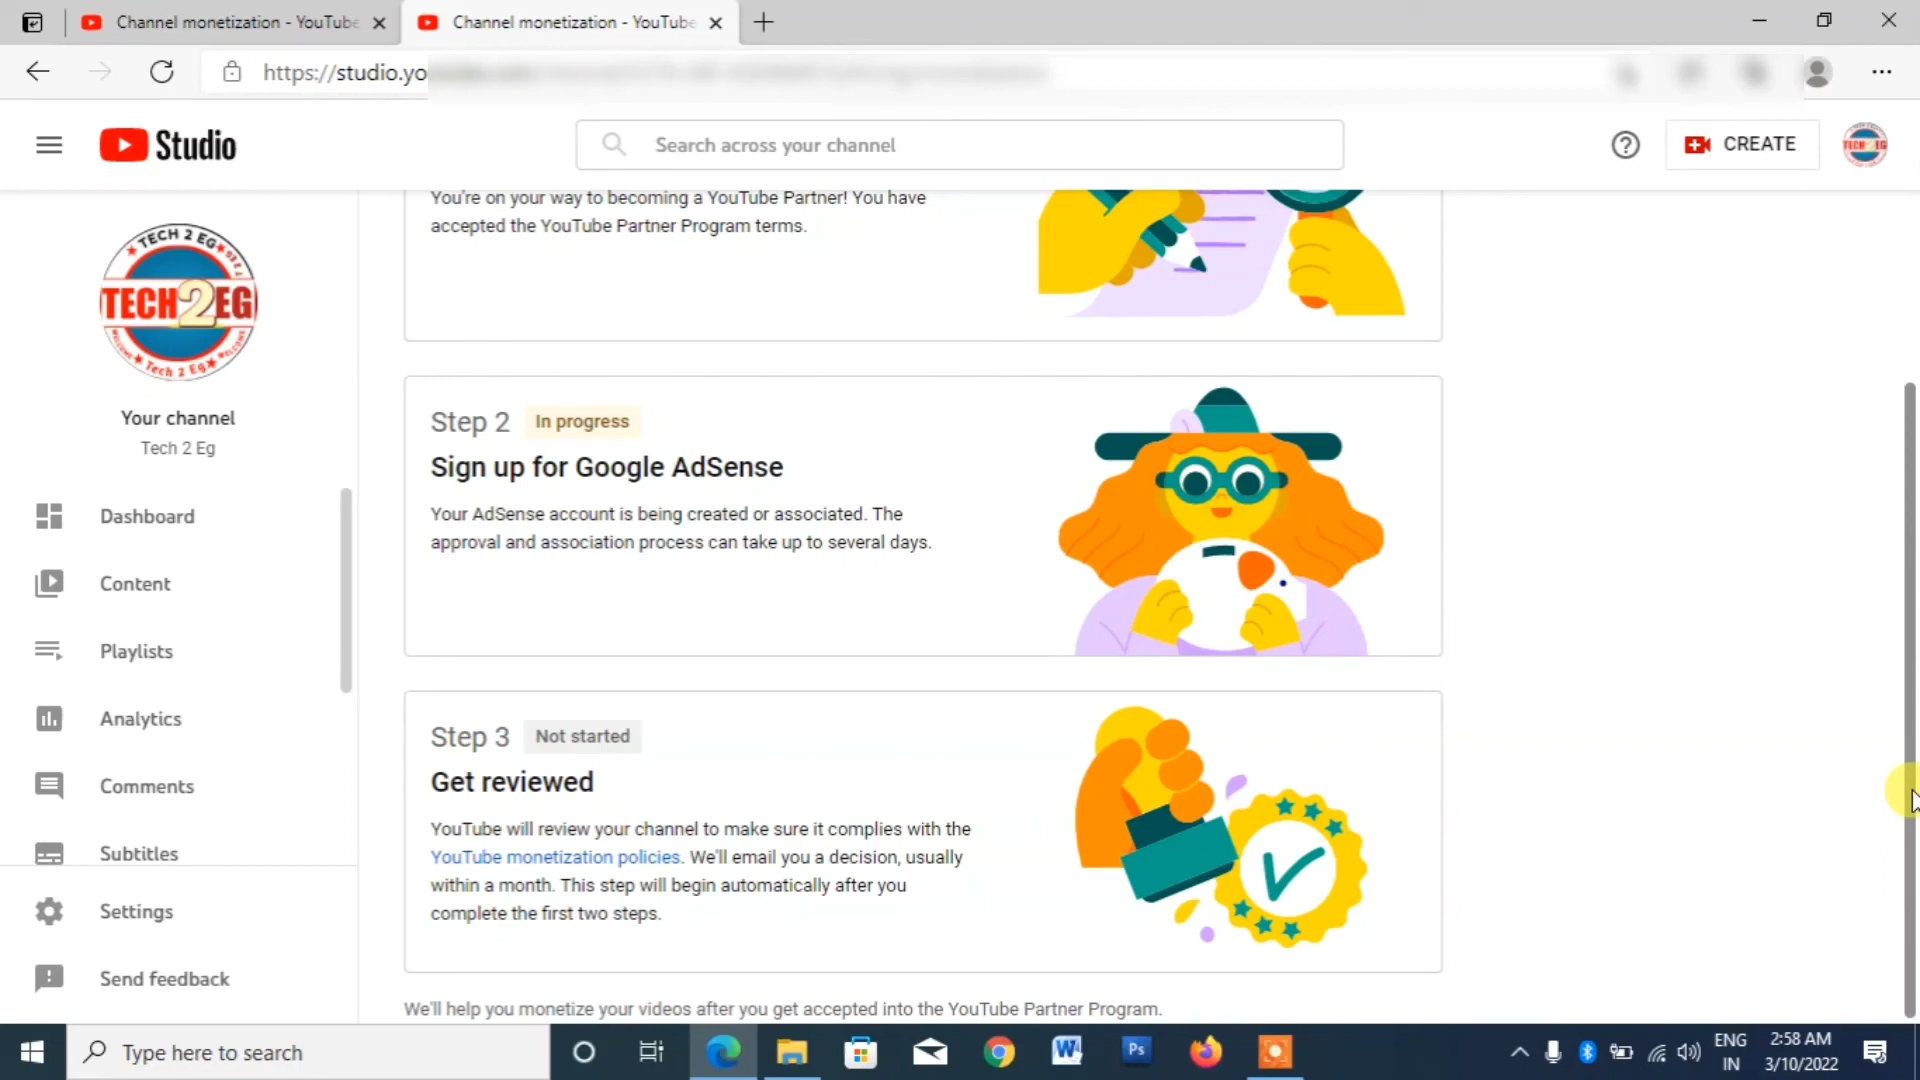 Channel monetization - YouTube
Channel monetization - YouTube
https://studio.yo
Studio
Search across your channel
CREATE
TECH 2 EG
TECH2EG
WELCOME
WELCOME
Tech 2 Eg
Your channel
Tech 2 Eg
Dashboard
Content
Playlists
Analytics
Comments
Subtitles
Settings
Send feedback
You're on your way to becoming a YouTube Partner! You have
accepted the YouTube Partner Program terms.
Step 2 In progress
Sign up for Google AdSense
Your AdSense account is being created or associated. The
approval and association process can take up to several days.
Step 3 Not started
Get reviewed
YouTube will review your channel to make sure it complies with the
YouTube monetization policies. We'll email you a decision, usually
within a month. This step will begin automatically after you
complete the first two steps.
We'll help you monetize your videos after you get accepted into the YouTube Partner Program.
Type here to search
W
Ps
ENG
IN
2:58 AM
3/10/2022